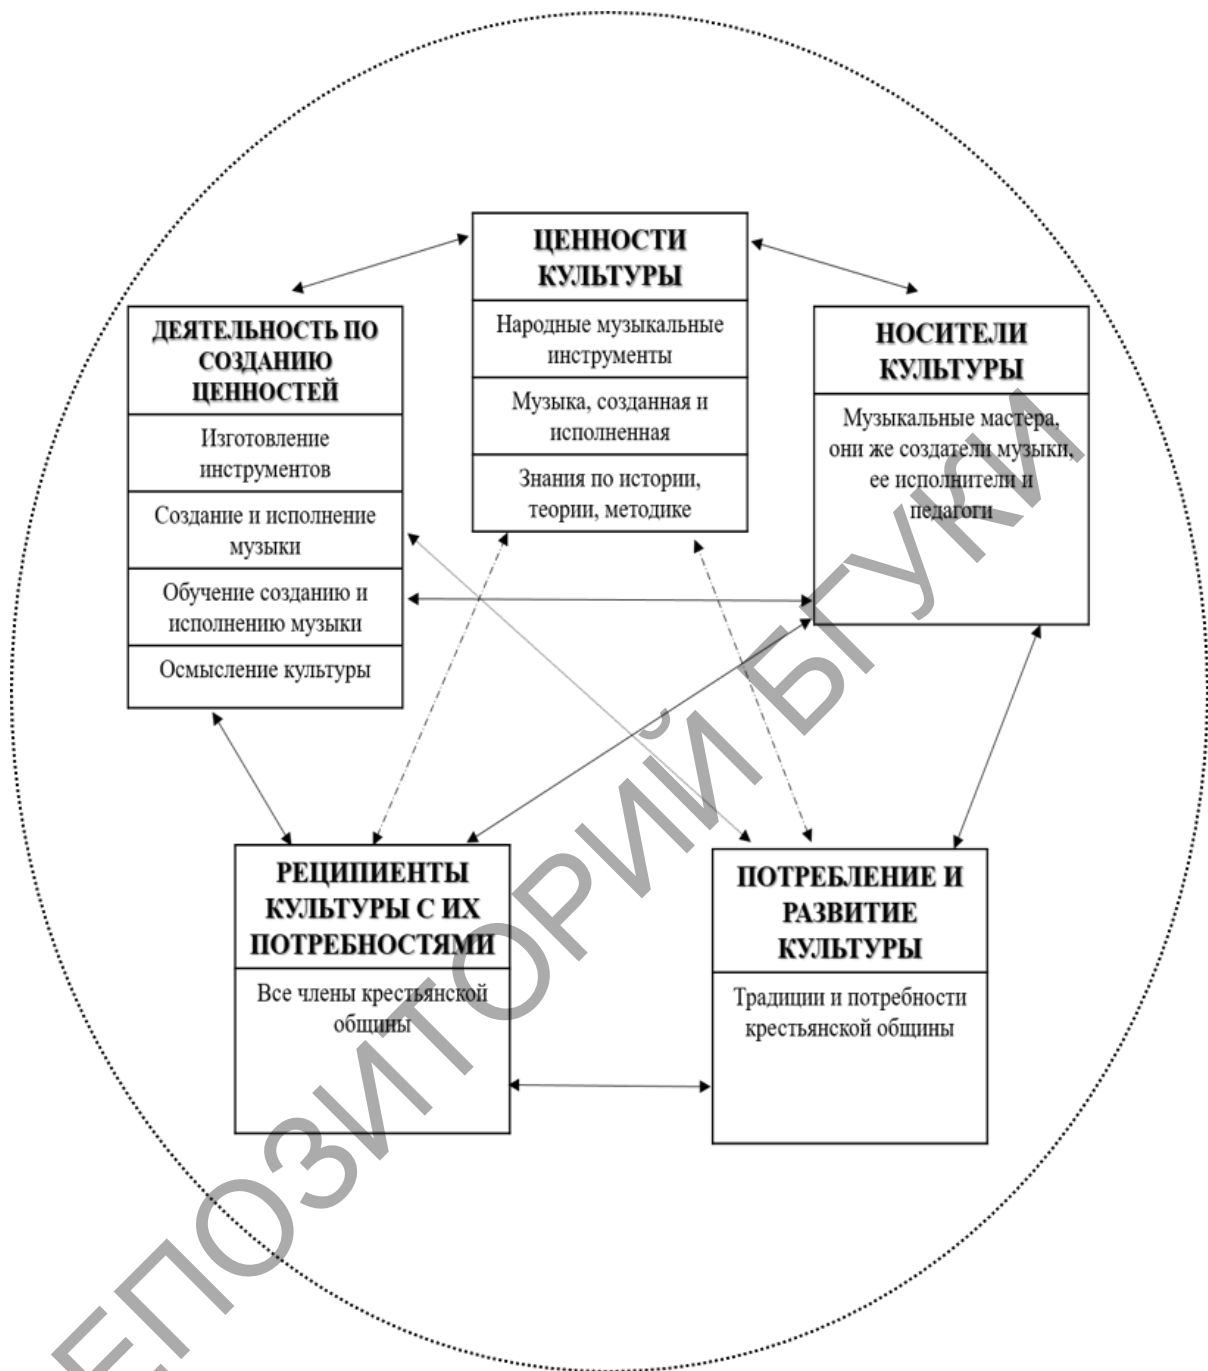 ЦЕННОСТИ
КУЛЬТУРЫ
Народные музыкальные
инструменты
Музыка, созданная и
исполненная
Знания по истории,
теории, методике
ДЕЯТЕЛЬНОСТЬ ПО
СОЗДАНИЮ
ЦЕННОСТЕЙ
Изготовление
инструментов
Создание и исполнение
музыки
Обучение созданию и
исполнению музыки
Осмысление культуры
НОСИТЕЛИ
КУЛЬТУРЫ
Музыкальные мастера,
они же создатели музыки,
ее исполнители и
педагоги
РЕЦИПИЕНТЫ
КУЛЬТУРЫ С ИХ
ПОТРЕБНОСТЯМИ
Все члены крестьянской
общины
ПОТРЕБЛЕНИЕ И
РАЗВИТИЕ
КУЛЬТУРЫ
Традиции и потребности
крестьянской общины
ЕПОЗИТОРИЙ БГУКИ